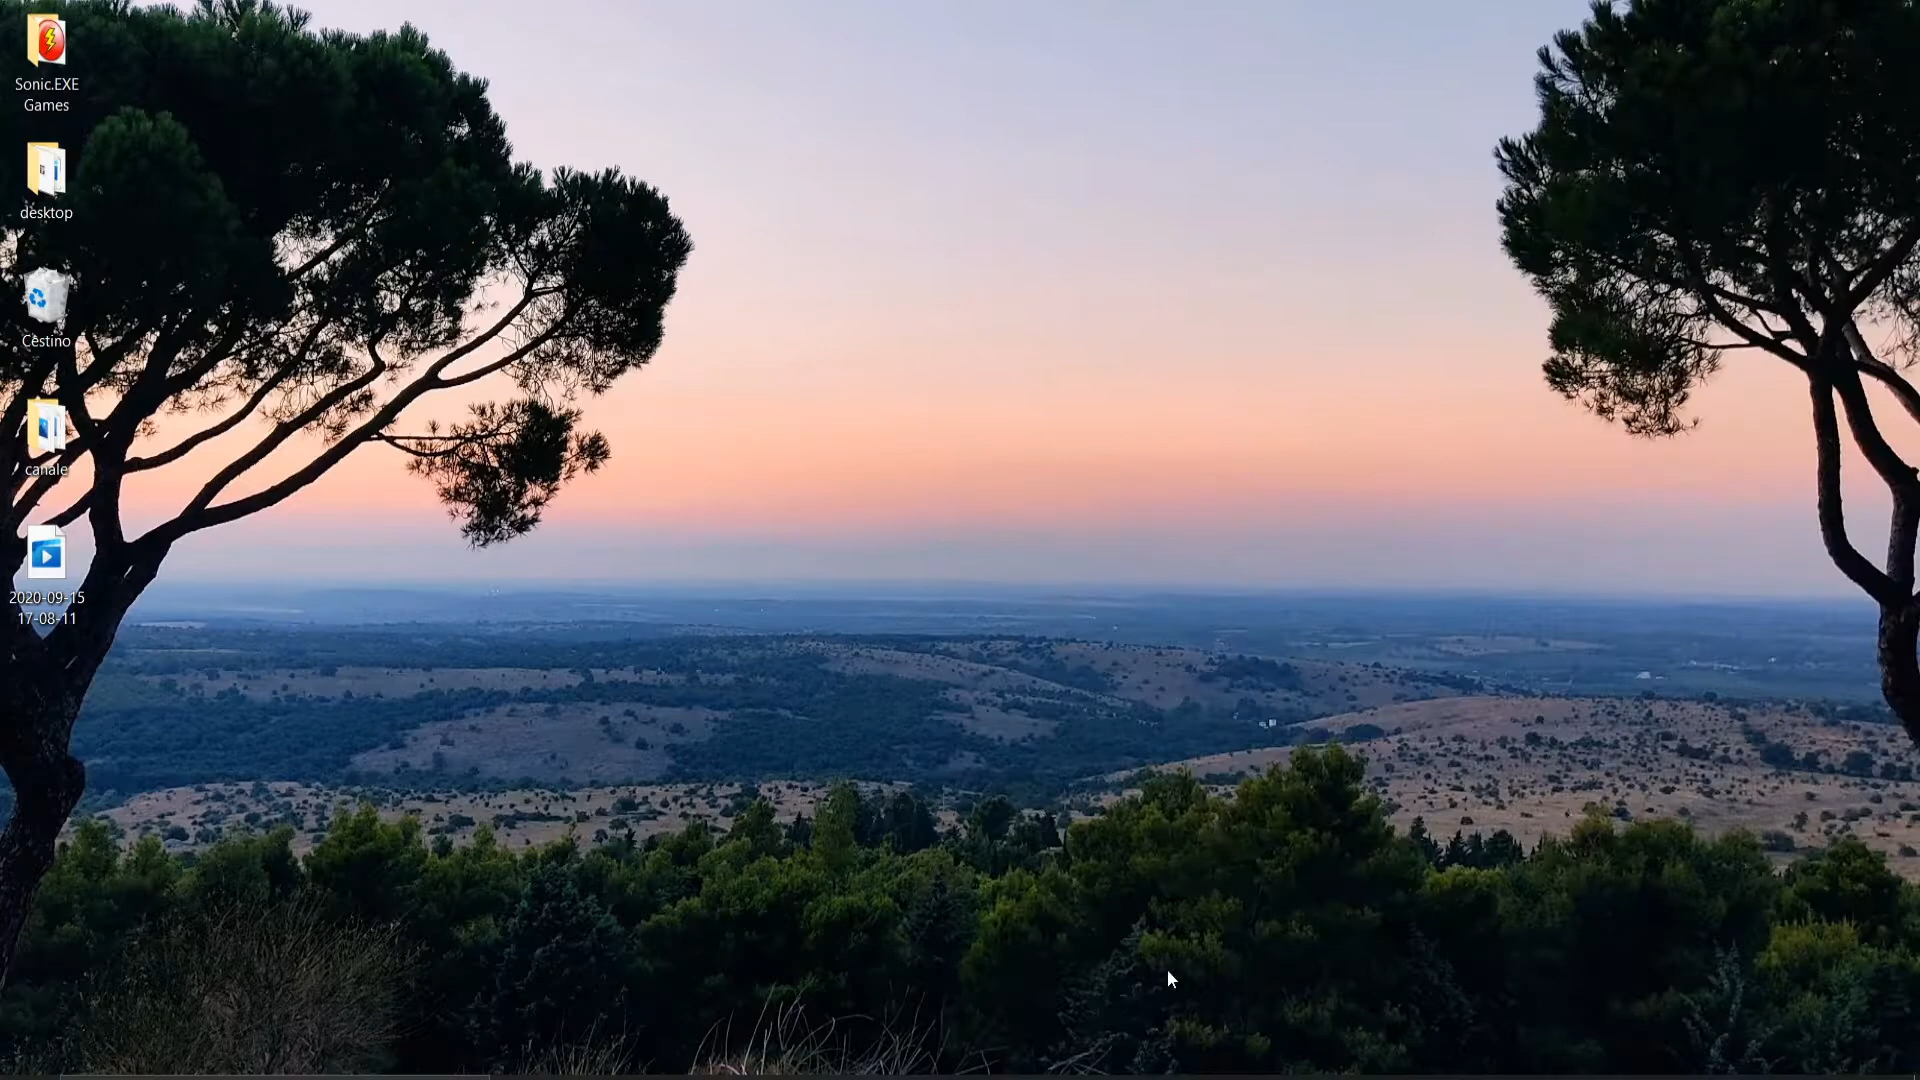 Sonic.EXE
Games
desktop
Cestino
canale
2020-09-15
17-08-11